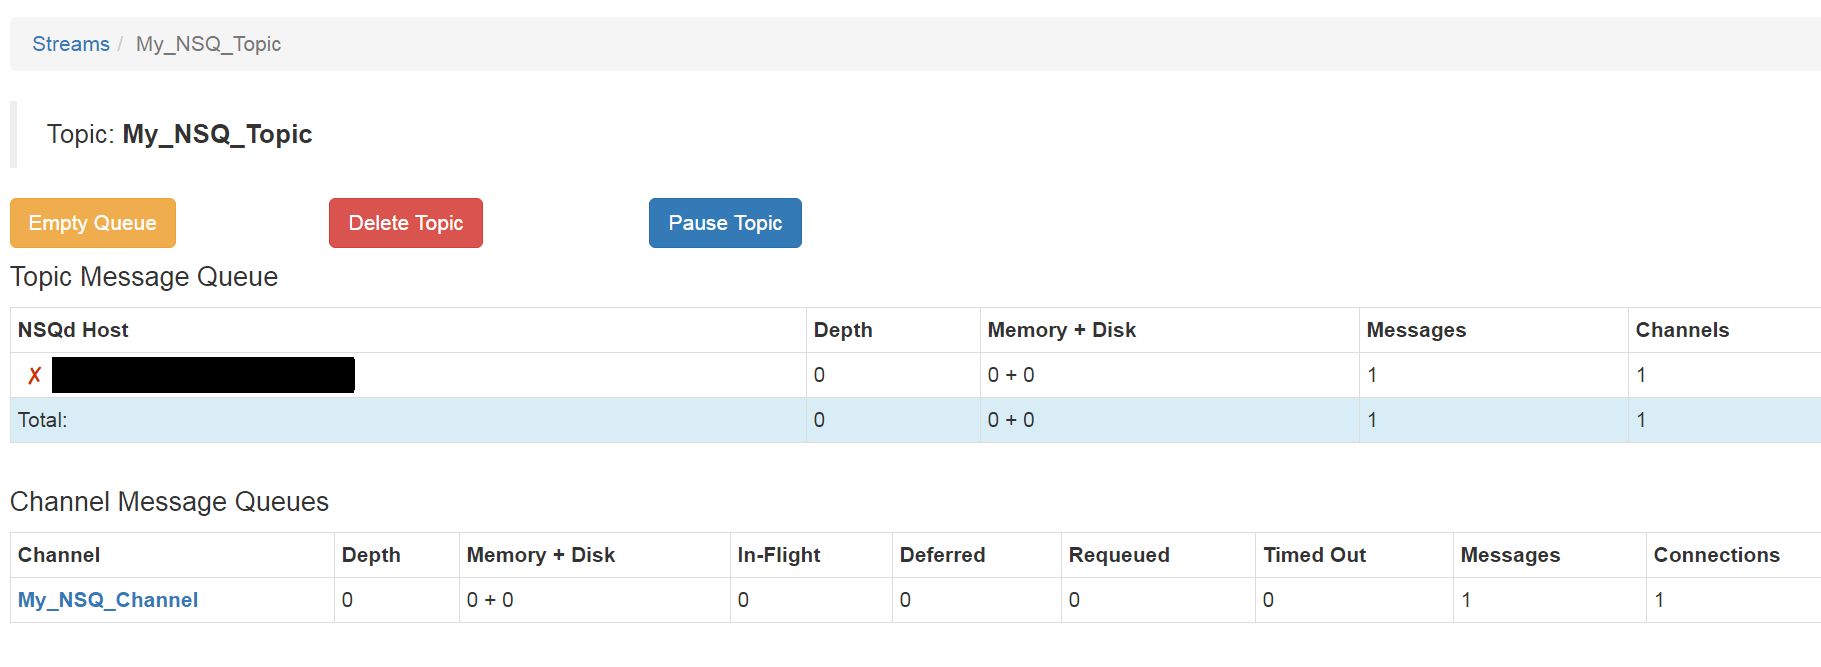 Streams / My_NSQ_Topic
Topic: My_NSQ_Topic
Empty Queue Delete Topic Pause Topic
Topic Message Queue
NSQd Host Depth Memory + Disk Messages Channels
✗ 0 0 + 0 1 1
Total: 0 0 + 0 1 1
Channel Message Queues
Channel Depth Memory + Disk In-Flight Deferred Requeued Timed Out Messages Connections
My_NSQ_Channel 0 0 + 0 0 0 0 0 1 1